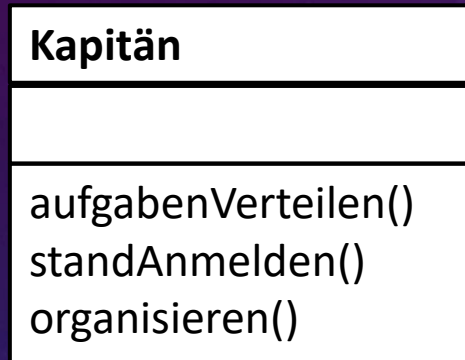 Kapitän
aufgabenVerteilen()
standAnmelden()
organisieren()